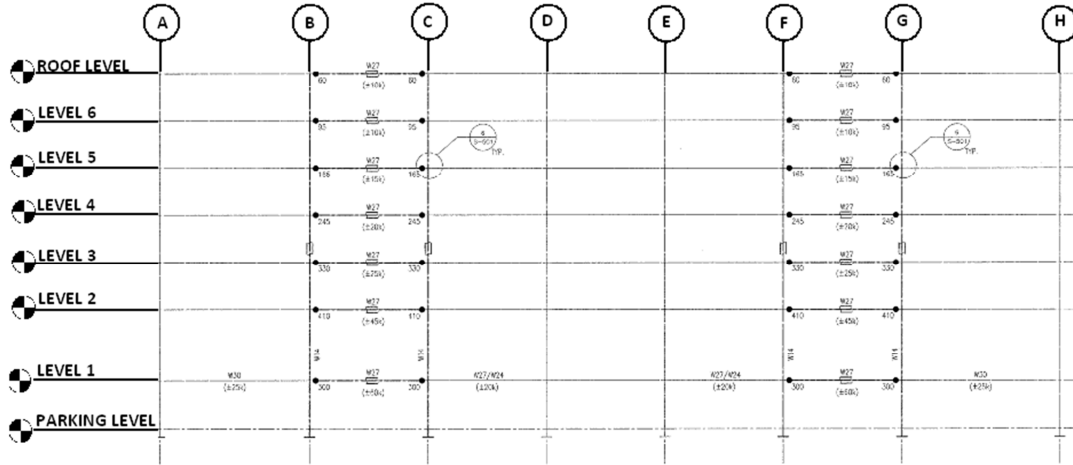 A B C D E F G H
ROOF LEVEL W27 W27
60 (±10k) 60 60 (±10k) 60
LEVEL 6 W27 W27
95 (±10k) 95 95 (±10k) 95
LEVEL 5 W27 6 W27 6
TYP. TYP.
(±15k) 165 165 (±15k) 165
LEVEL 4 W27 W27
245 (±20k) 245 245 (±20k) 245
LEVEL 3 W27 W27
330 (±25k) 330 330 (±25k) 330
LEVEL 2 W27 W27
410 (±45k) 410 410 (±45k) 410
W14 W14 W14 W14
LEVEL 1 W30 W27 W27/W24 W27/W24 W27 W30
(±25k) 300 (±60k) 300 (±20k) (±20k) 300 (±60k) 300 (±25k)
PARKING LEVEL